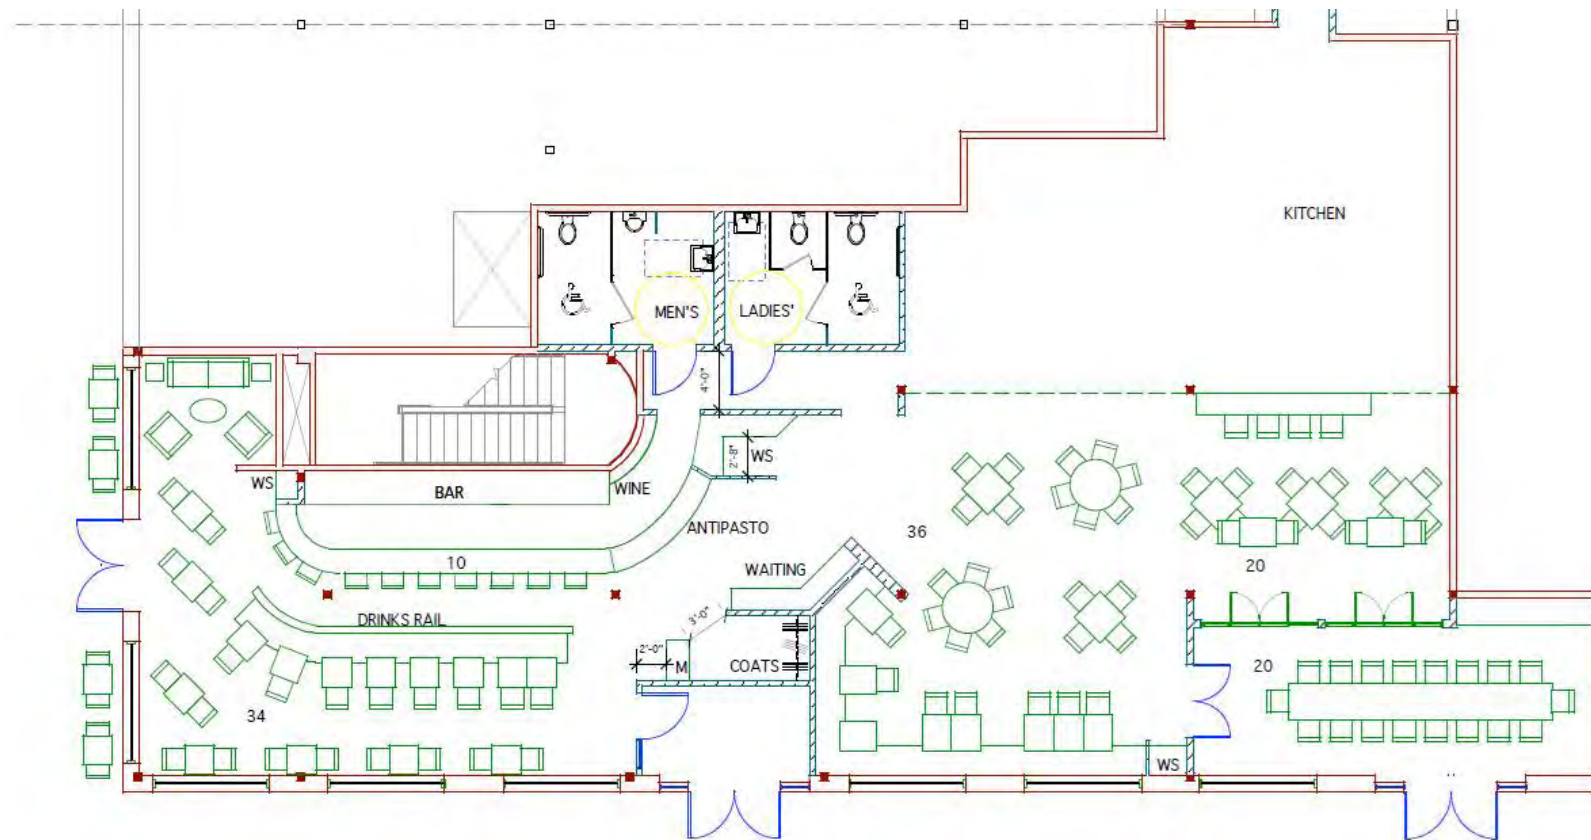 KITCHEN
MEN'S
LADIES'
4'-0"
2'-8"
WS
WS
BAR
WINE
ANTIPASTO
36
10
WAITING
20
DRINKS RAIL
3'-0"
2'-0"
M
COATS
20
34
WS